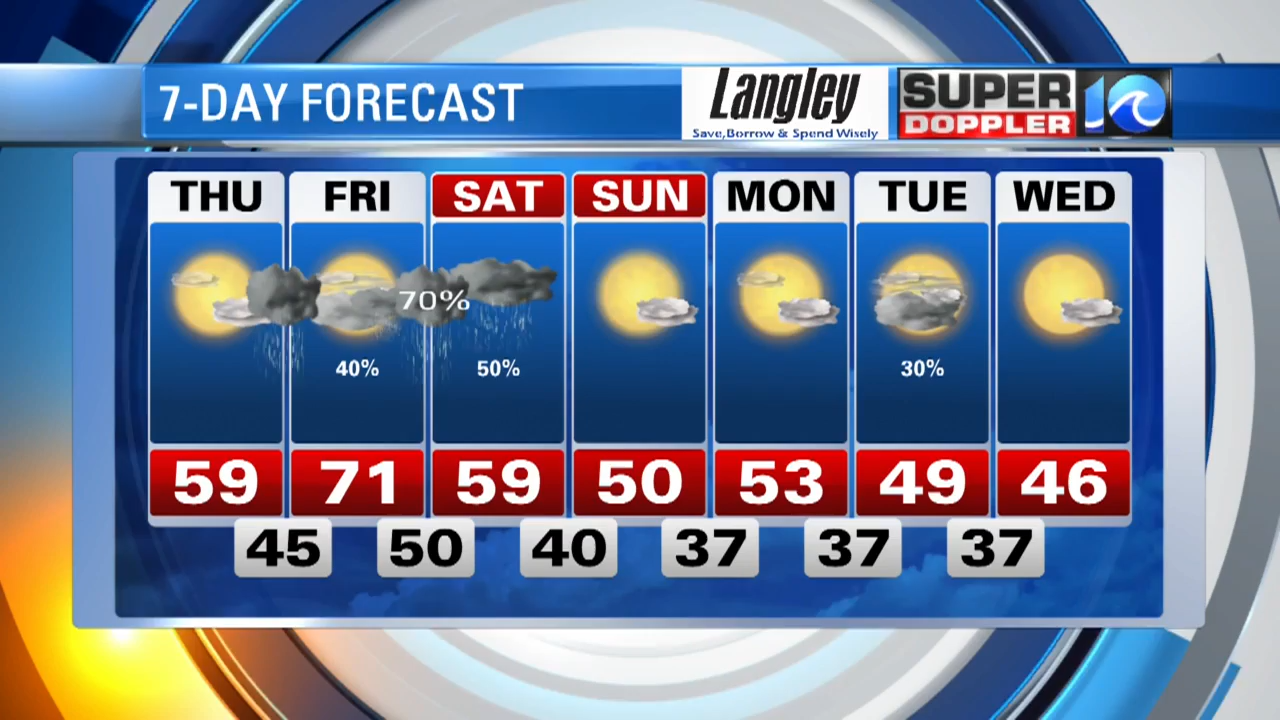 7-DAY FORECAST
Langley
Save, Borrow & Spend Wisely
SUPER
DOPPLER
10
THU FRI SAT SUN MON TUE WED
70%
40% 50% 30%
59 71 59 50 53 49 46
45 50 40 37 37 37